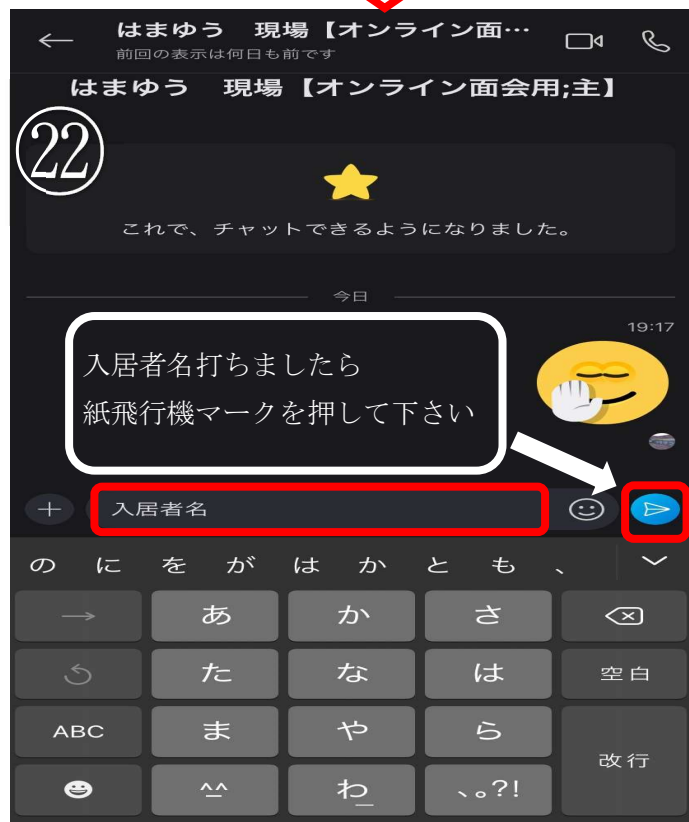 はまゆう　現場【オンライン面…
前回の表示は何日も前です
はまゆう　現場【オンライン面会用;主】
㉒
これで、チャットできるようになりました。
今日
19:17
入居者名打ちましたら
紙飛行機マークを押して下さい
入居者名
の に を が は か と も 、
あ か さ
た な は 空白
ABC ま や ら
改行
^^ わ_ 、。?!